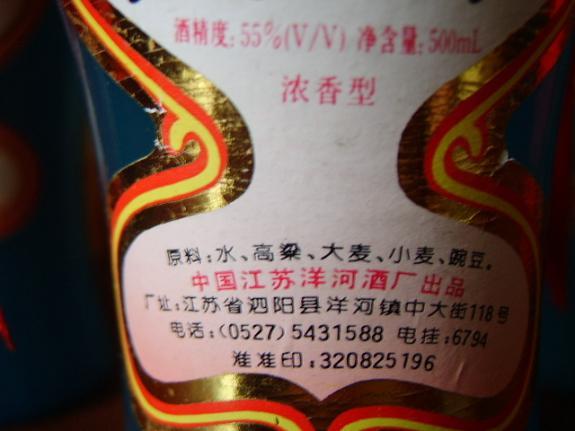 酒精度:55%(V/V) 净含量:500mL
浓香型
原料:水、高粱、大麦、小麦、豌豆。
中国江苏洋河酒厂出品
厂址:江苏省泗阳县洋河镇中大街118号
电话:(0527)5431588 电挂:6794
淮准印:320825196